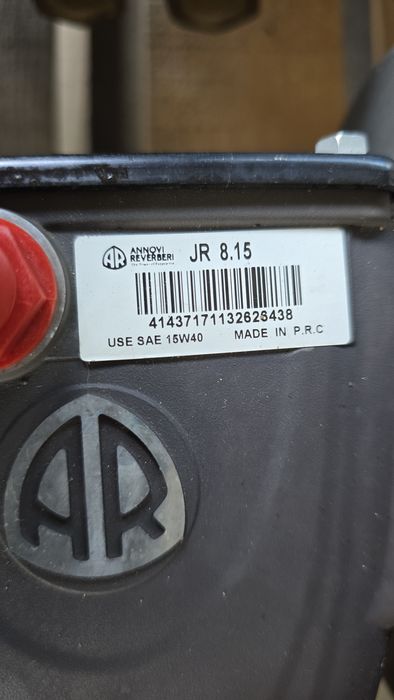 AR ANNOVI REVERBERI JR 8.15
41437171132626438
USE SAE 15W40 MADE IN P.R.C
AR